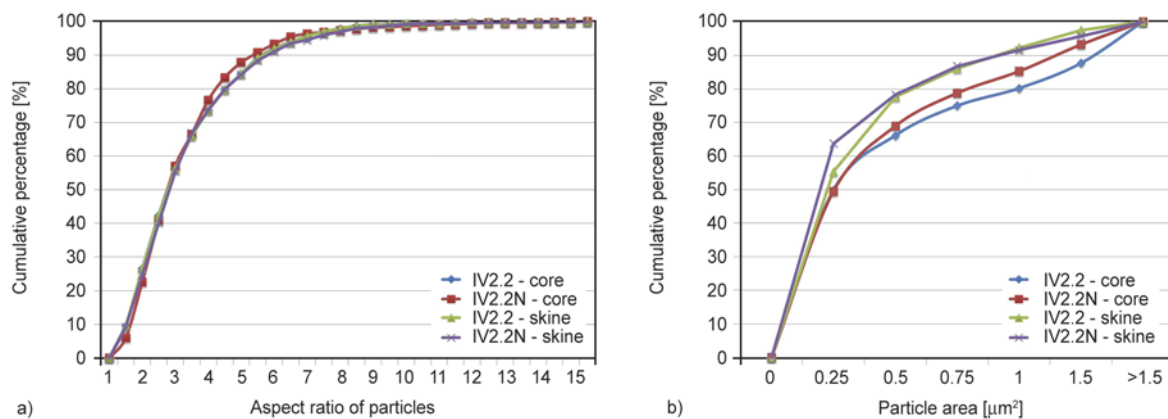 Cumulative percentage [%]
100
90
80
70
60
50
40
30
20
10
0
IV2.2 - core
IV2.2N - core
IV2.2 - skine
IV2.2N - skine
1 2 3 4 5 6 7 8 9 10 11 12 13 14 15
a) Aspect ratio of particles
Cumulative percentage [%]
100
90
80
70
60
50
40
30
20
10
0
IV2.2 - core
IV2.2N - core
IV2.2 - skine
IV2.2N - skine
0 0.25 0.5 0.75 1 1.5 >1.5
b) Particle area [μm²]